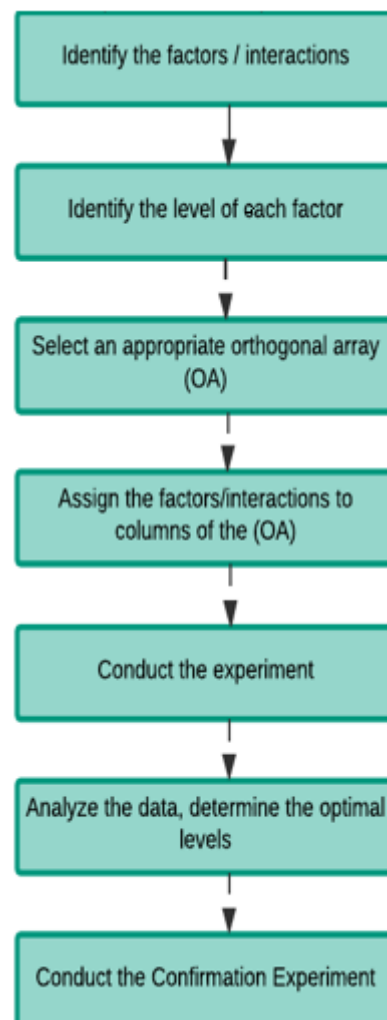 Identify the factors / interactions
Identify the level of each factor
Select an appropriate orthogonal array
(OA)
Assign the factors/interactions to
columns of the (OA)
Conduct the experiment
Analyze the data, determine the optimal
levels
Conduct the Confirmation Experiment